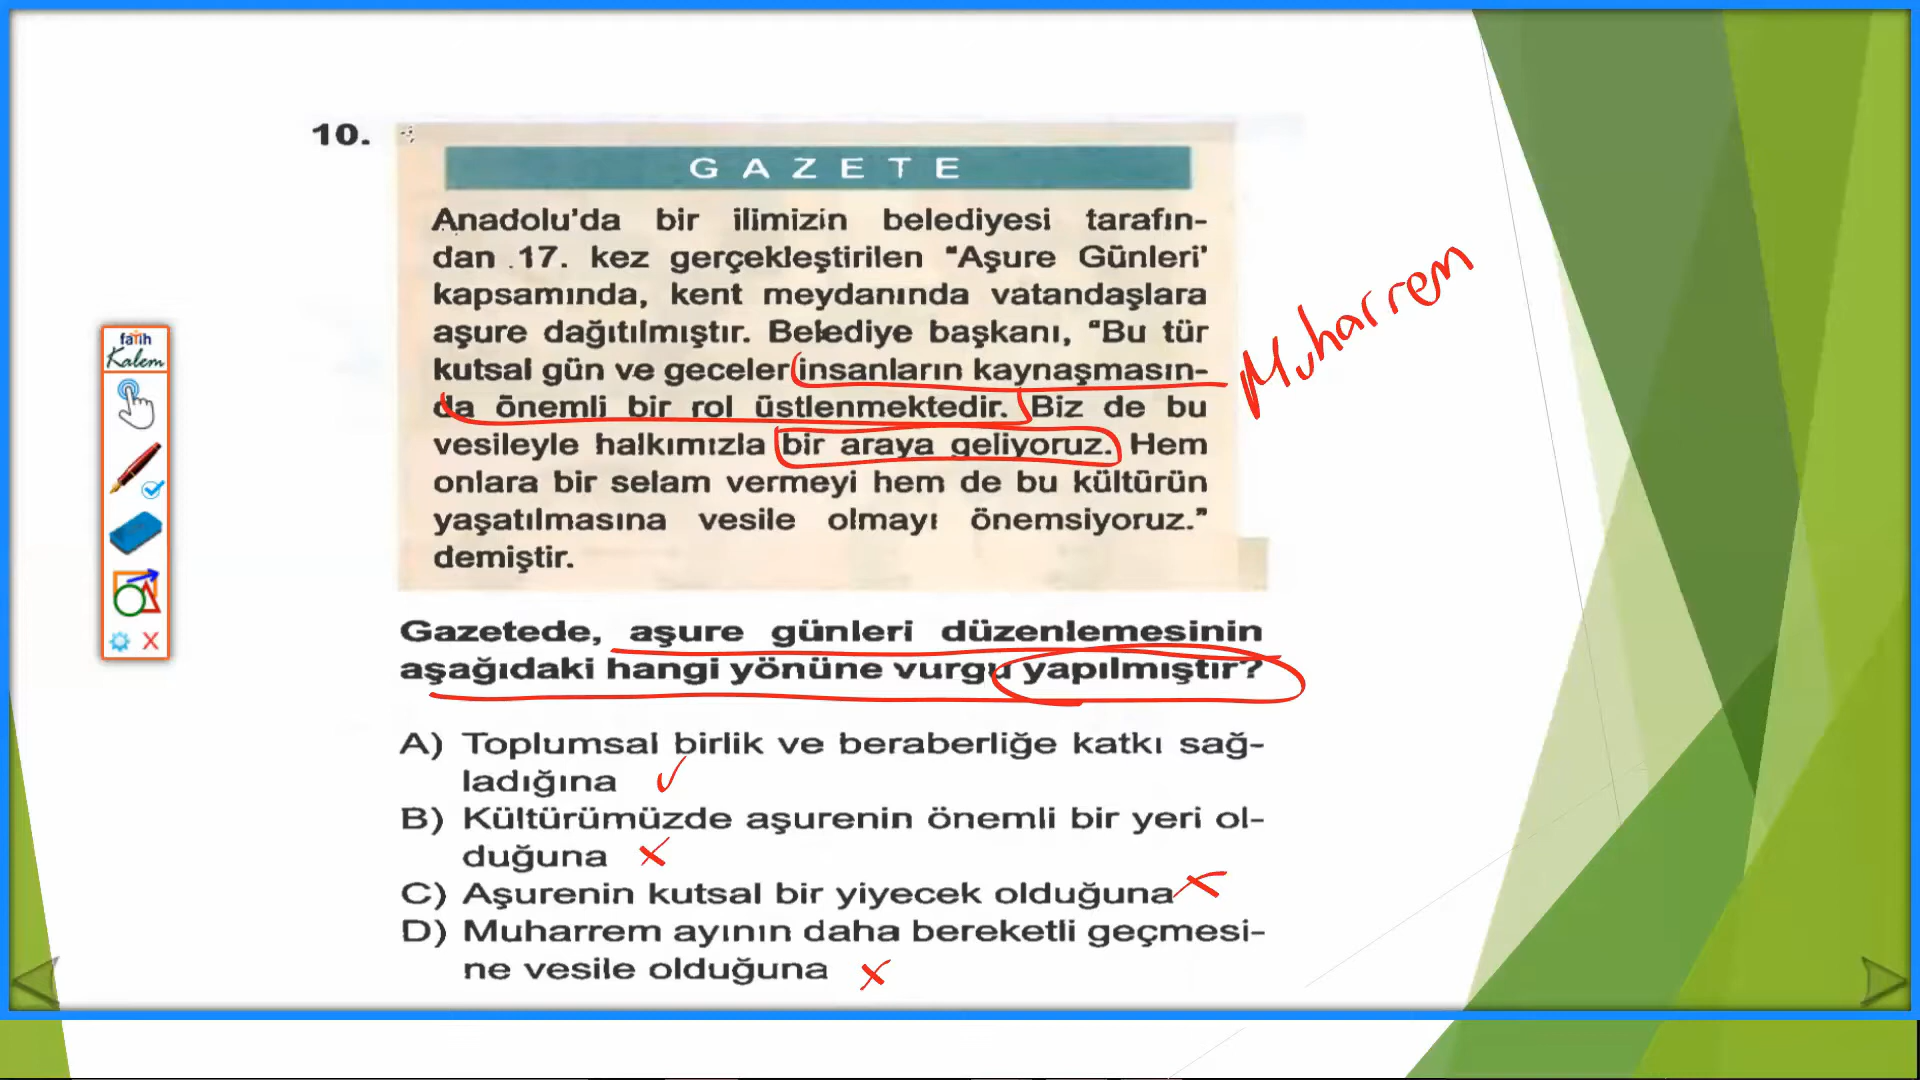 10.
GAZETE
Anadolu'da bir ilimizin belediyesi tarafın-
dan 17. kez gerçekleştirilen "Aşure Günleri'
kapsamında, kent meydanında vatandaşlara
aşure dağıtılmıştır. Belediye başkanı, "Bu tür
kutsal gün ve geceler insanların kaynaşmasın-
da önemli bir rol üstlenmektedir. Biz de bu
vesileyle halkımızla bir araya geliyoruz. Hem
onlara bir selam vermeyi hem de bu kültürün
yaşatılmasına vesile olmayı önemsiyoruz."
demiştir.
Muharrem
fatih
Kalem
Gazetede, aşure günleri düzenlemesinin
aşağıdaki hangi yönüne vurgu yapılmıştır?
A) Toplumsal birlik ve beraberliğe katkı sağ-
ladığına
B) Kültürümüzde aşurenin önemli bir yeri ol-
duğuna
C) Aşurenin kutsal bir yiyecek olduğuna
D) Muharrem ayının daha bereketli geçmesi-
ne vesile olduğuna